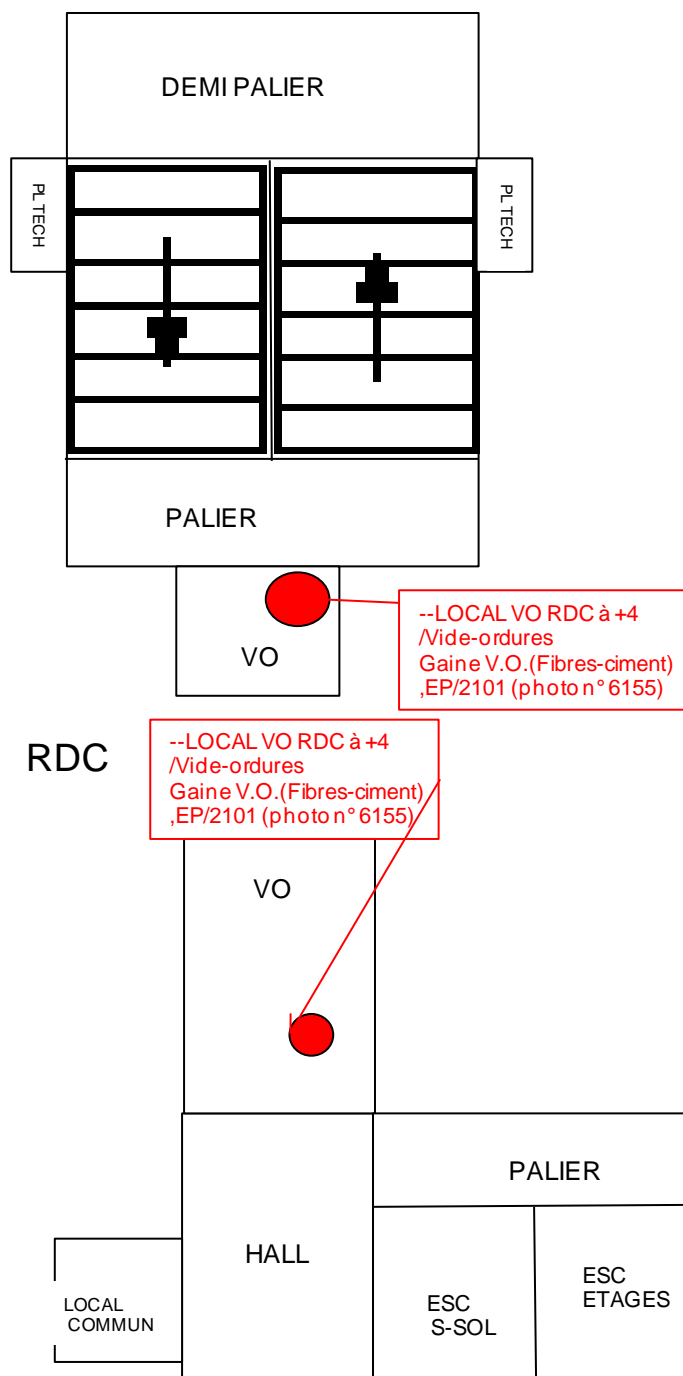 DEMI PALIER
PL TECH
PL TECH
PALIER
VO
--LOCAL VO RDC à +4
/Vide-ordures
Gaine V.O.(Fibres-ciment)
,EP/2101 (photo n° 6155)
RDC
--LOCAL VO RDC à +4
/Vide-ordures
Gaine V.O.(Fibres-ciment)
,EP/2101 (photo n° 6155)
VO
PALIER
HALL
LOCAL
COMMUN
ESC
S-SOL
ESC
ETAGES